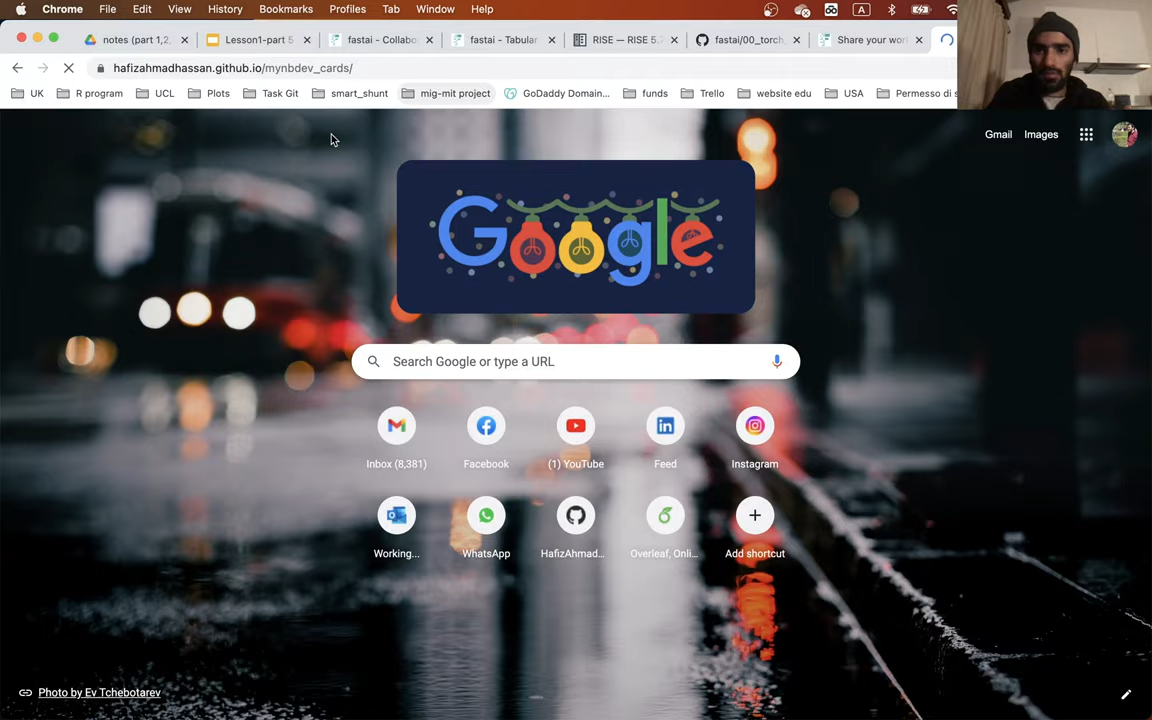 Chrome File Edit View History Bookmarks Profiles Tab Window Help
notes (part 1,2, Lesson1-part 5 fastai - Collabo fastai - Tabular RISE — RISE 5.7 fastai/00_torch_ Share your wor
hafizahmadhassan.github.io/mynbdev_cards/
UK R program UCL Plots Task Git smart_shunt mig-mit project GoDaddy Domain... funds Trello website edu USA Permesso di s
Gmail Images
Google
Search Google or type a URL
Inbox (8,381) Facebook (1) YouTube Feed Instagram
Working... WhatsApp HafizAhmad... Overleaf, Onli... Add shortcut
Photo by Ev Tchebotarev